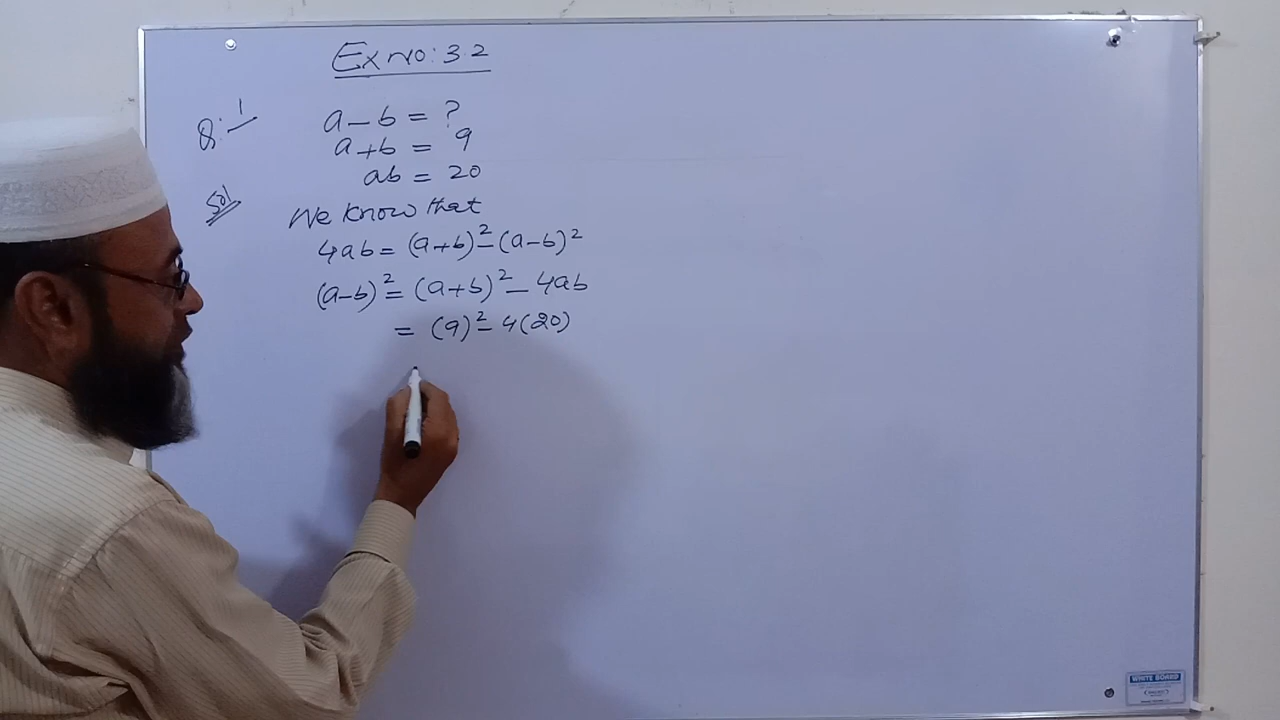 Ex NO: 3.2
Q: 1
a - b = ?
a + b = 9
ab = 20
Sol
We know that
4ab = (a+b)² - (a-b)²
(a-b)² = (a+b)² - 4ab
= (9)² - 4(20)
WHITE BOARD